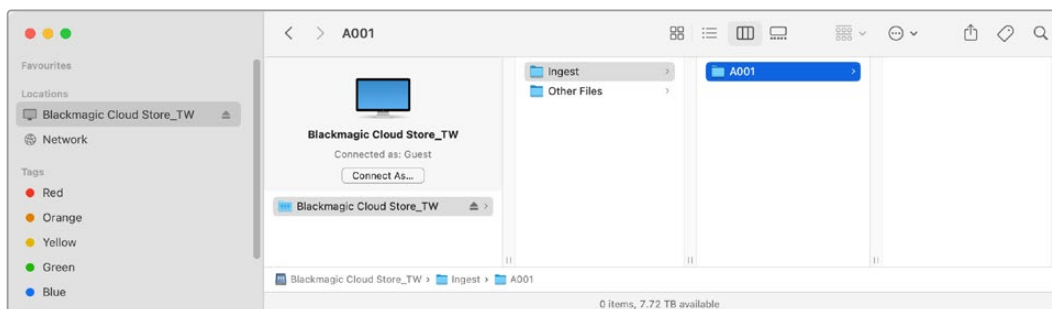 A001
Favourites
Locations
Blackmagic Cloud Store_TW
Network
Tags
Red
Orange
Yellow
Green
Blue
Blackmagic Cloud Store_TW
Connected as: Guest
Connect As...
Blackmagic Cloud Store_TW
Ingest
Other Files
A001
Blackmagic Cloud Store_TW › Ingest › A001
0 items, 7.72 TB available